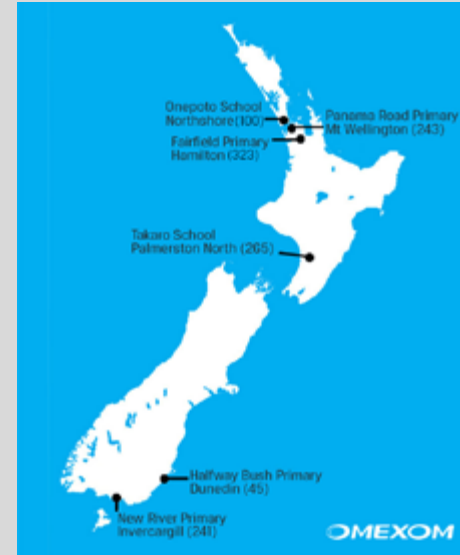 Onepoto School
Northshore (100)
Panama Road Primary
Mt Wellington (243)
Fairfield Primary
Hamilton (323)
Takaro School
Palmerston North (265)
Halfway Bush Primary
Dunedin (45)
New River Primary
Invercargill (241)
OMEXOM